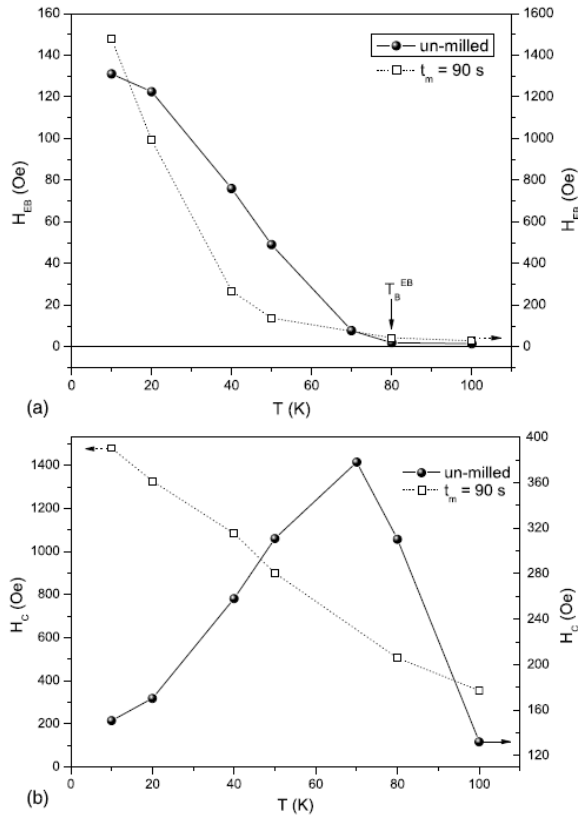 160
140
120
100
80
60
40
20
0
H_EB (Oe)
1600
1400
1200
1000
800
600
400
200
0
H_EB (Oe)
un-milled
t_m = 90 s
T_B^EB
0 20 40 60 80 100
T (K)
(a)
1400
1200
1000
800
600
400
200
0
H_C (Oe)
400
360
320
280
240
200
160
120
H_C (Oe)
un-milled
t_m = 90 s
0 20 40 60 80 100
T (K)
(b)